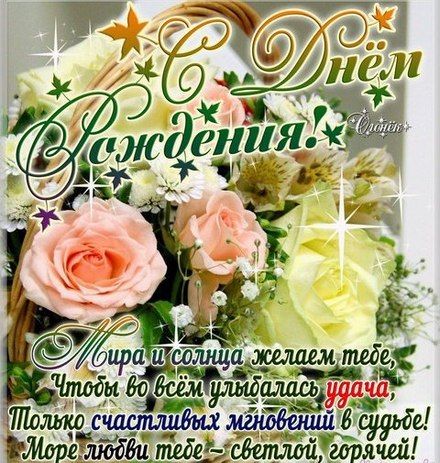 С Днём
Рождения!
Олонёк
Мира и солнца желаем тебе,
Чтобы во всём улыбалась удача,
Только счастливых мгновений в судьбе!
Море любви тебе – светлой, горячей!